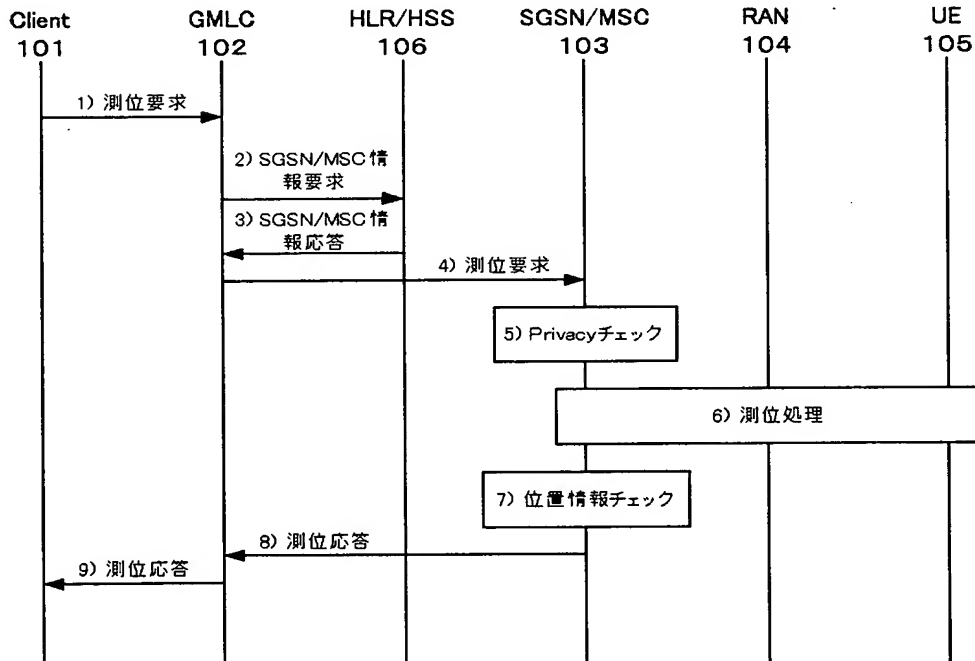 Client GMLC HLR/HSS SGSN/MSC RAN UE
101 102 106 103 104 105
1) 測位要求
2) SGSN/MSC情
報要求
3) SGSN/MSC情
報応答
4) 測位要求
5) Privacyチェック
6) 測位処理
7) 位置情報チェック
8) 測位応答
9) 測位応答